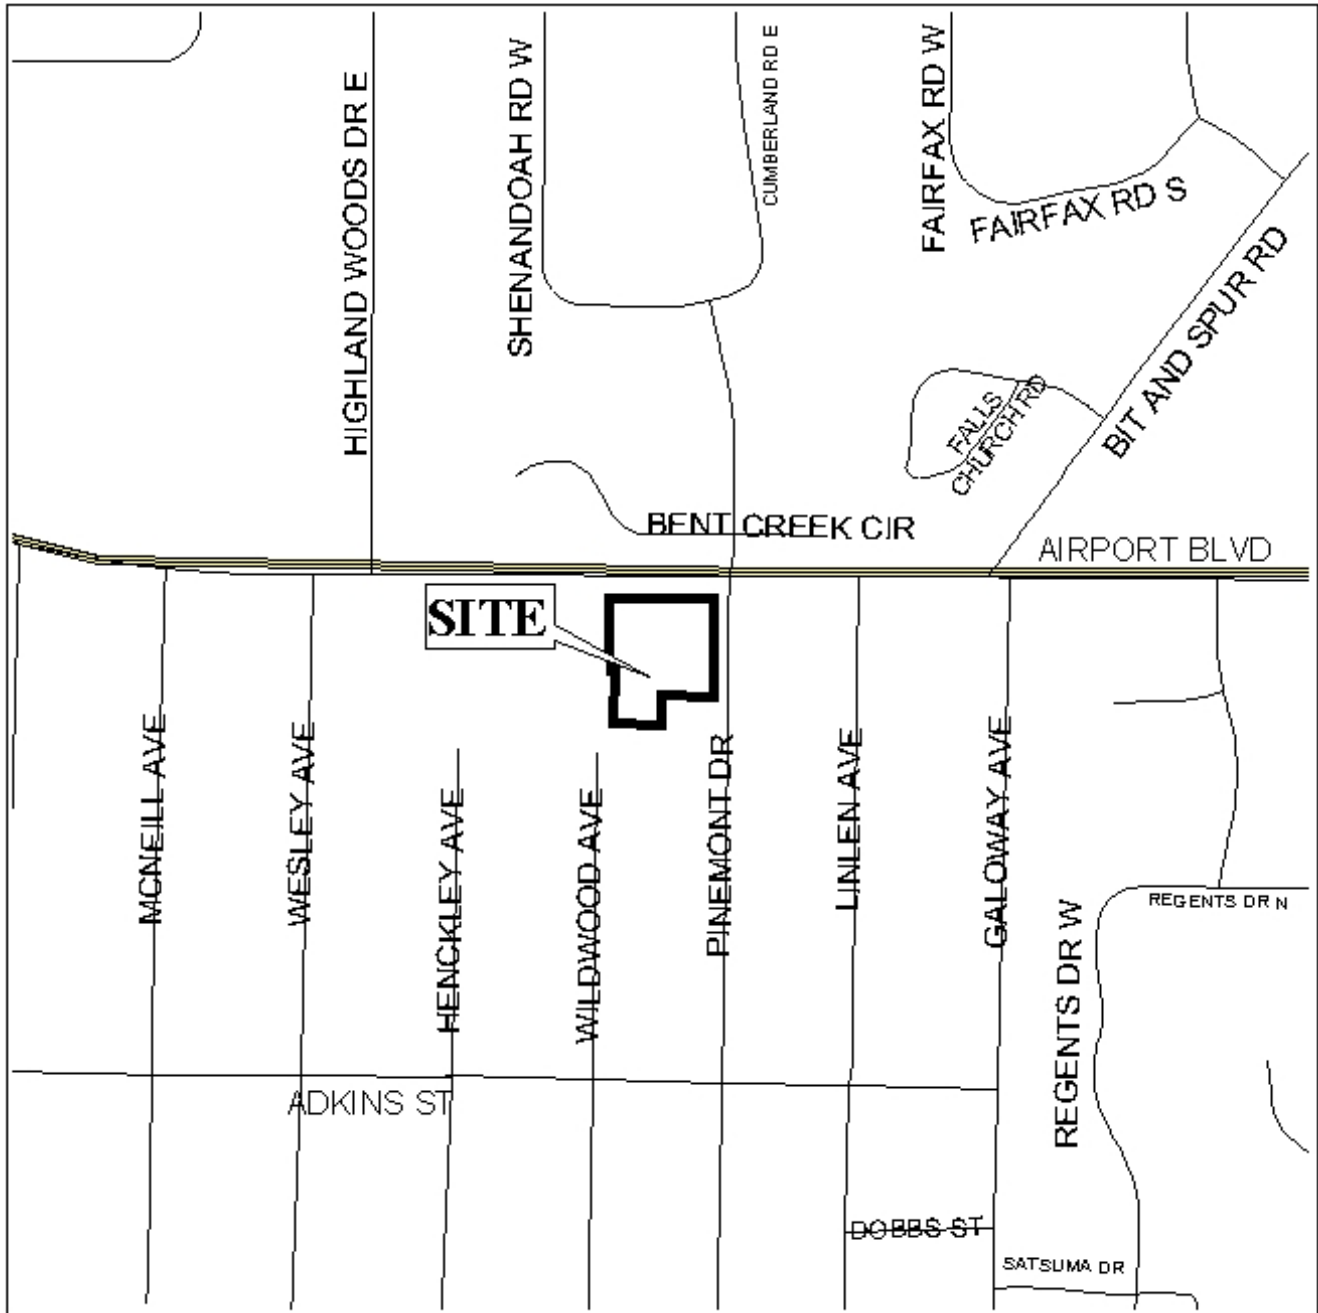 HIGHLAND WOODS DR E
SHENANDOAH RD W
CUMBERLAND RD E
FAIRFAX RD W
FAIRFAX RD S
BIT AND SPUR RD
FALLS
CHURCH RD
BENT CREEK CIR
AIRPORT BLVD
SITE
MCNEILL AVE
WESLEY AVE
HENCKLEY AVE
WILDWOOD AVE
PINEMONT DR
LINLEN AVE
GALOWAY AVE
REGENTS DR N
REGENTS DR W
ADKINS ST
DOBBS ST
SATSUMA DR